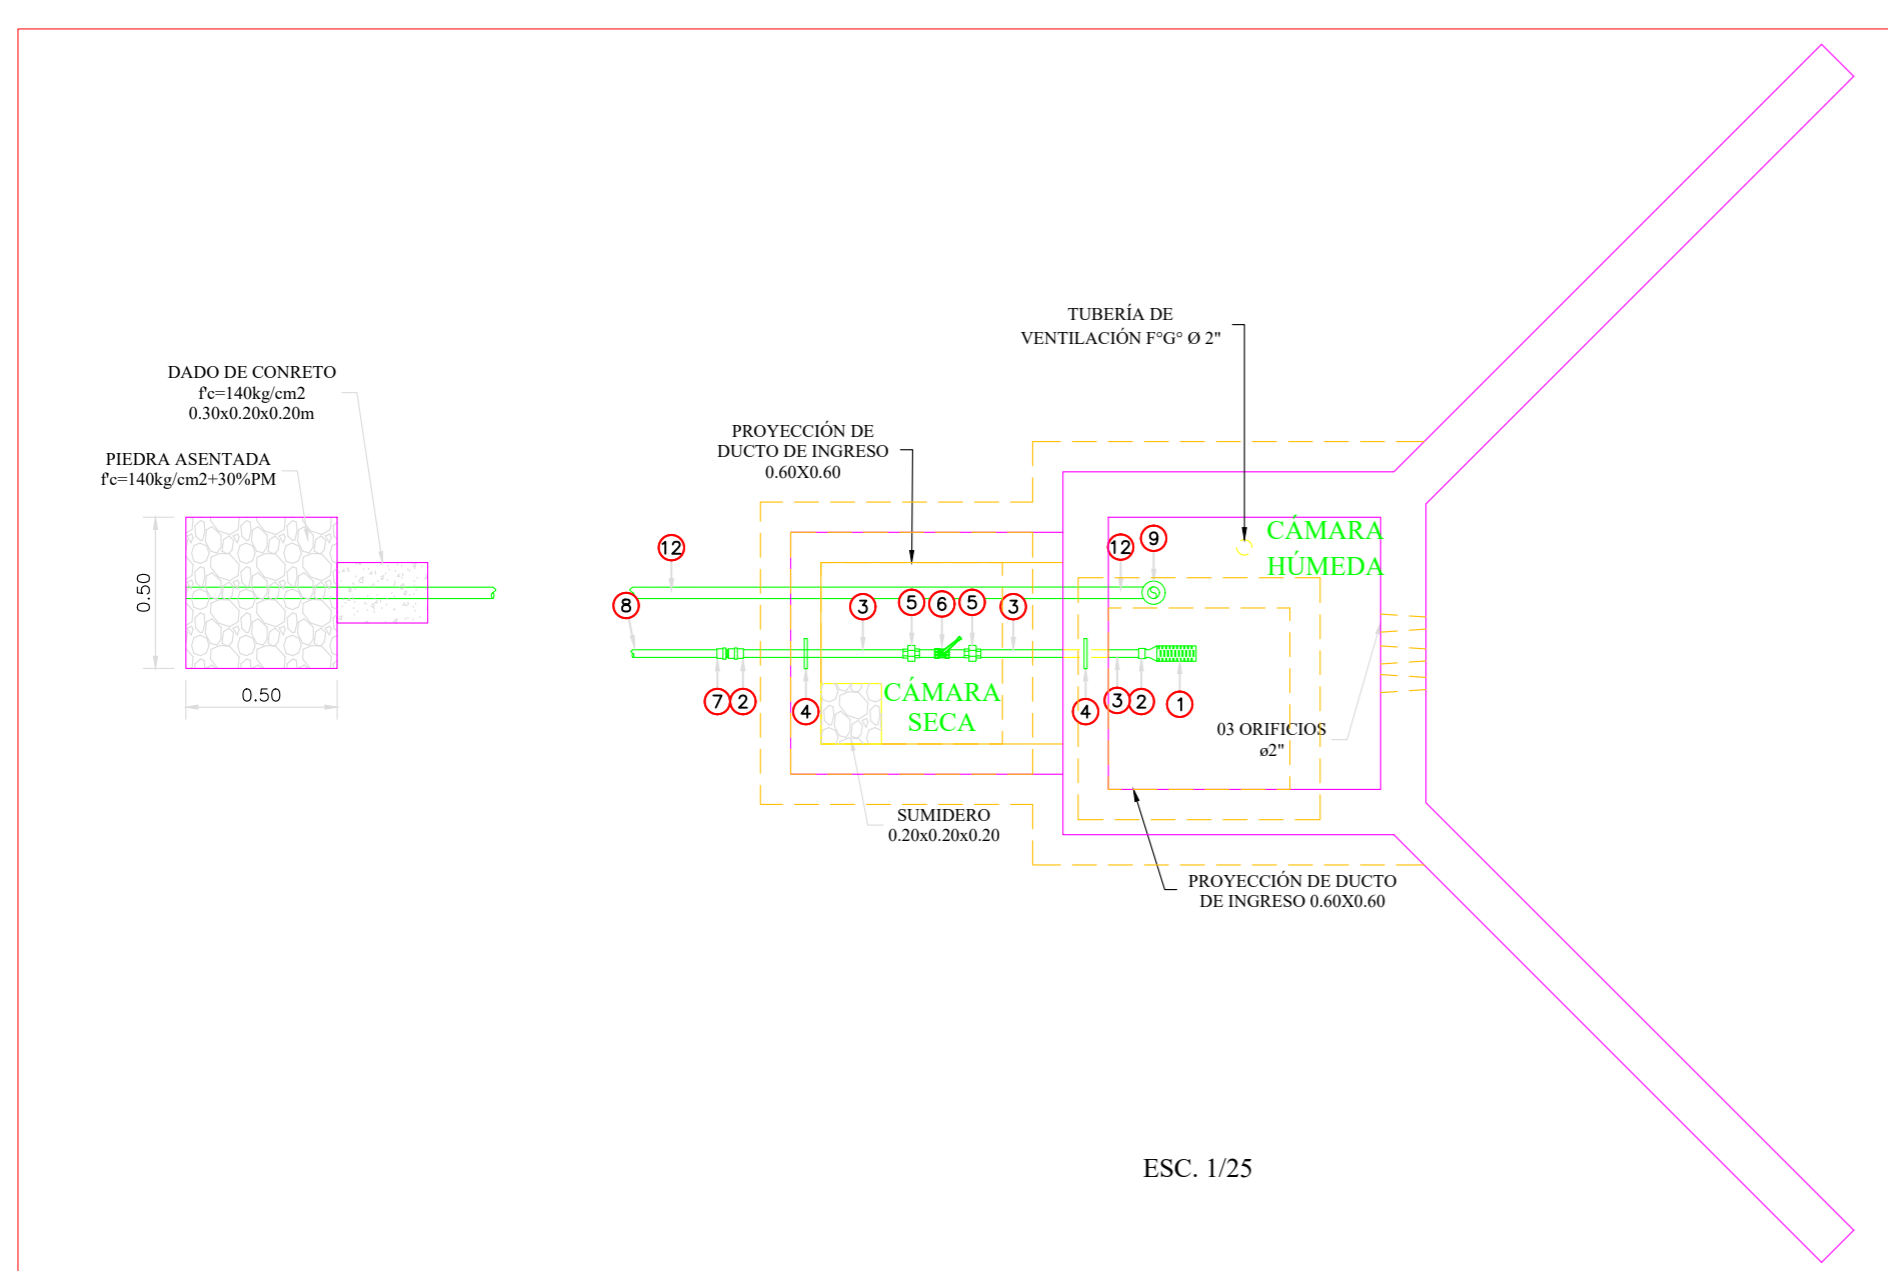 TUBERÍA DE
VENTILACIÓN F°G° Ø 2"
DADO DE CONRETO
f'c=140kg/cm2
0.30x0.20x0.20m
PIEDRA ASENTADA
f'c=140kg/cm2+30%PM
PROYECCIÓN DE
DUCTO DE INGRESO
0.60X0.60
CÁMARA
HÚMEDA
12
12
9
8
3
5
6
5
3
0.50
0.50
7
2
4
CÁMARA
SECA
4
3
2
1
03 ORIFICIOS
ø2"
SUMIDERO
0.20x0.20x0.20
PROYECCIÓN DE DUCTO
DE INGRESO 0.60X0.60
ESC. 1/25